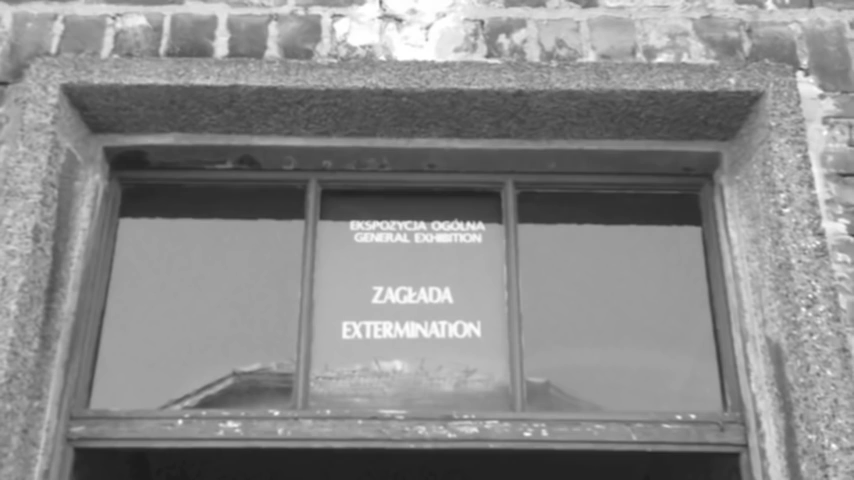 EKSPOZYCJA OGÓLNA
GENERAL EXHIBITION
ZAGŁADA
EXTERMINATION